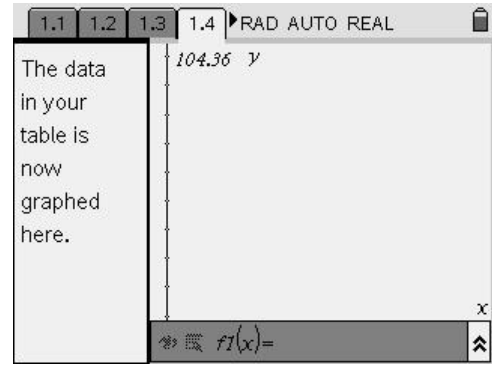 1.1 1.2 1.3 1.4 RAD AUTO REAL
The data
in your
table is
now
graphed
here.
104.36 y
x
f1(x)=